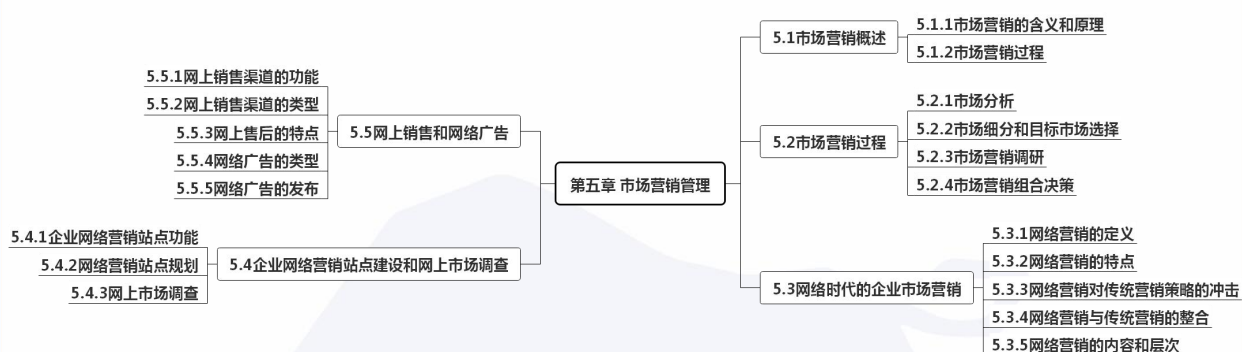 第五章 市场营销管理
5.1市场营销概述
5.1.1市场营销的含义和原理
5.1.2市场营销过程
5.2市场营销过程
5.2.1市场分析
5.2.2市场细分和目标市场选择
5.2.3市场营销调研
5.2.4市场营销组合决策
5.3网络时代的企业市场营销
5.3.1网络营销的定义
5.3.2网络营销的特点
5.3.3网络营销对传统营销策略的冲击
5.3.4网络营销与传统营销的整合
5.3.5网络营销的内容和层次
5.4企业网络营销站点建设和网上市场调查
5.4.1企业网络营销站点功能
5.4.2网络营销站点规划
5.4.3网上市场调查
5.5网上销售和网络广告
5.5.1网上销售渠道的功能
5.5.2网上销售渠道的类型
5.5.3网上售后的特点
5.5.4网络广告的类型
5.5.5网络广告的发布